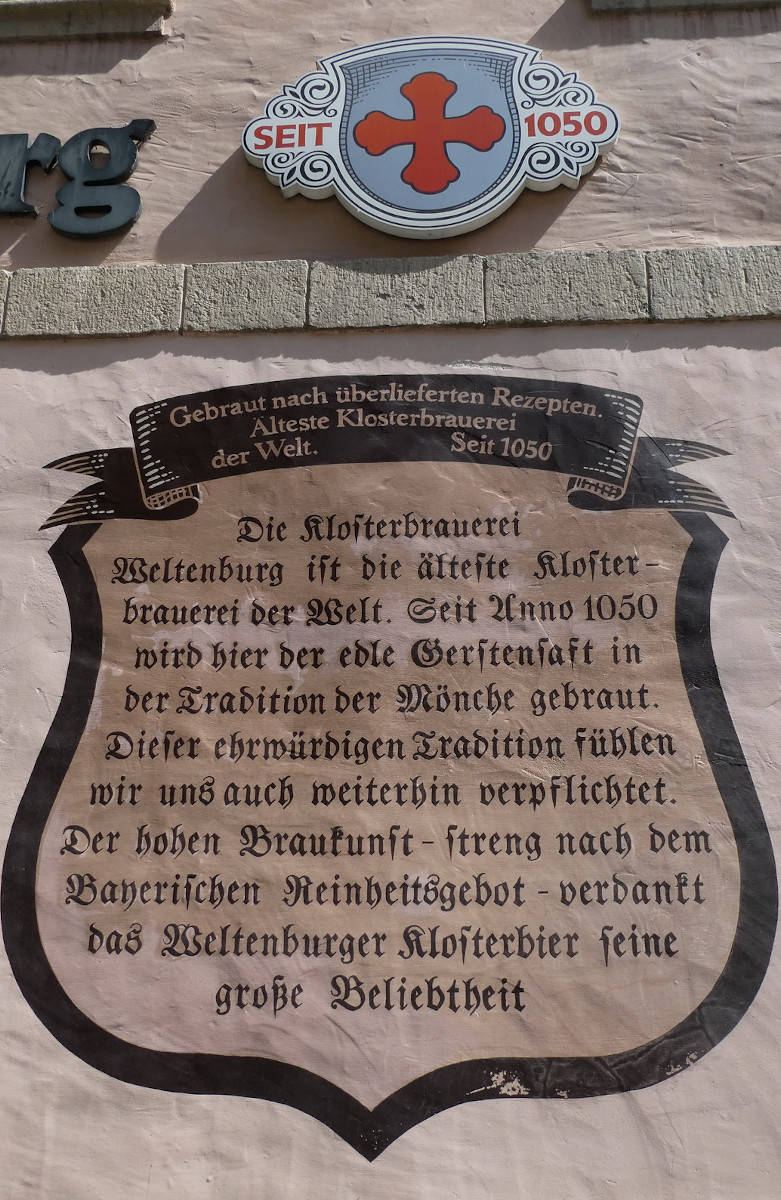 rg
SEIT 1050
Gebraut nach überlieferten Rezepten.
Älteste Klosterbrauerei
der Welt. Seit 1050
Die Kloſterbrauerei
Weltenburg iſt die älteſte Kloſter-
brauerei der Welt. Seit Anno 1050
wird hier der edle Gerſtenſaft in
der Tradition der Mönche gebraut.
Dieſer ehrwürdigen Tradition fühlen
wir uns auch weiterhin verpflichtet.
Der hohen Braukunſt - ſtreng nach dem
Bayeriſchen Reinheitsgebot - verdankt
das Weltenburger Kloſterbier ſeine
große Beliebtheit